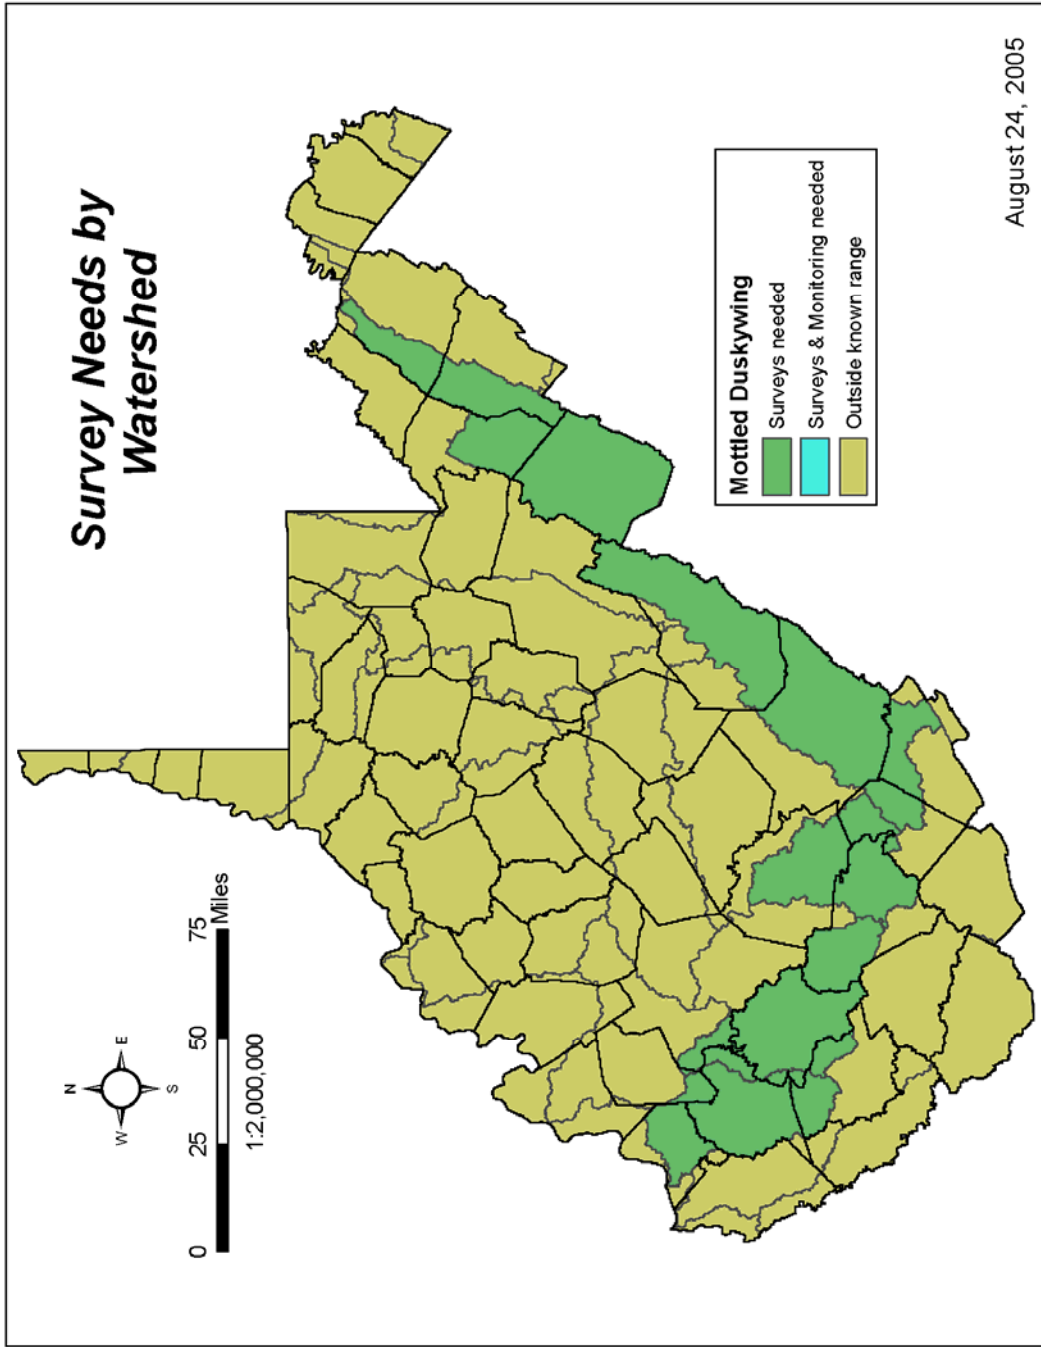 Survey Needs by
Watershed
N
W
E
S
0
25
50
75
Miles
1:2,000,000
Mottled Duskywing
Surveys needed
Surveys & Monitoring needed
Outside known range
August 24, 2005